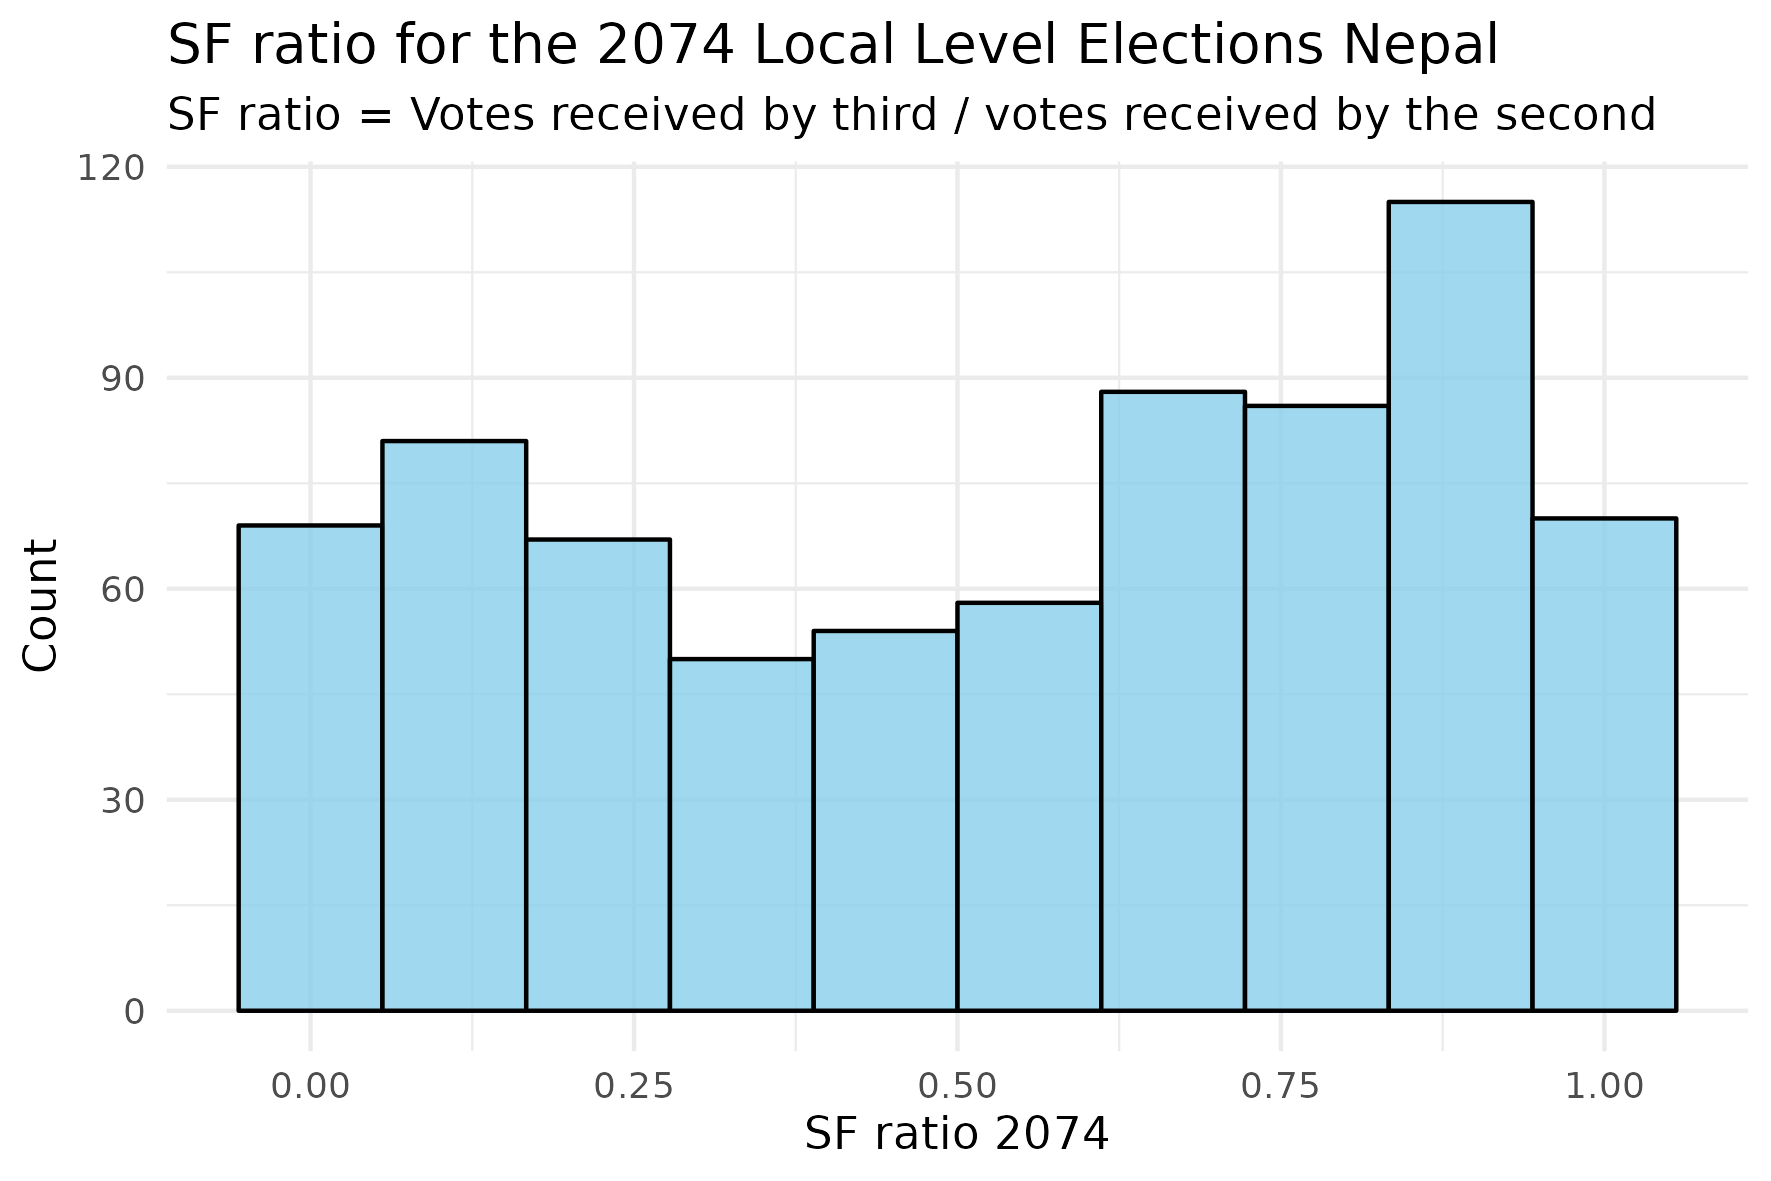 SF ratio for the 2074 Local Level Elections Nepal
SF ratio = Votes received by third / votes received by the second
120
90
60
30
0
Count
0.00 0.25 0.50 0.75 1.00
SF ratio 2074